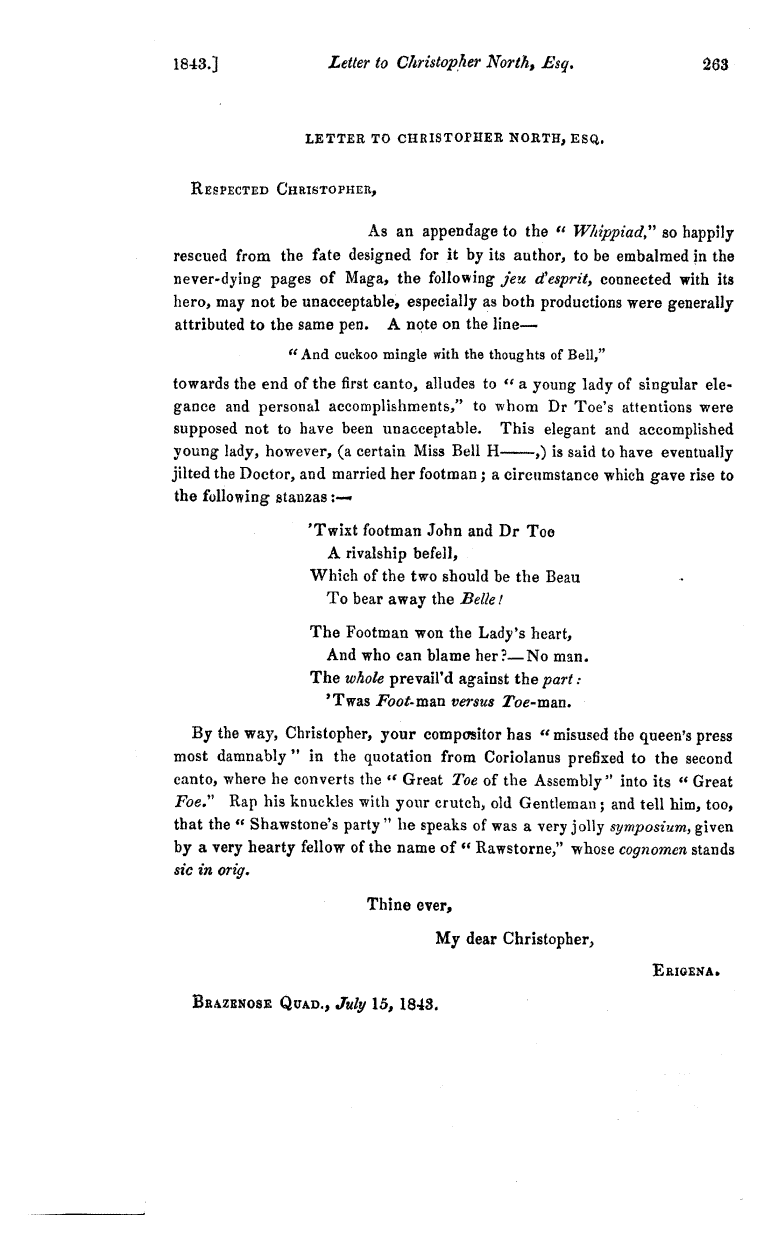 1843.] Letter to Christopher North, Esq. 263
LETTER TO CHRISTOPHER NORTH, ESQ.
RESPECTED CHRISTOPHER,
As an appendage to the “ Whippiad,” so happily
rescued from the fate designed for it by its author, to be embalmed in the
never-dying pages of Maga, the following jeu d'esprit, connected with its
hero, may not be unacceptable, especially as both productions were generally
attributed to the same pen. A note on the line—
“ And cuckoo mingle with the thoughts of Bell,”
towards the end of the first canto, alludes to “ a young lady of singular ele-
gance and personal accomplishments,” to whom Dr Toe's attentions were
supposed not to have been unacceptable. This elegant and accomplished
young lady, however, (a certain Miss Bell H——,) is said to have eventually
jilted the Doctor, and married her footman ; a circumstance which gave rise to
the following stanzas :—
'Twixt footman John and Dr Toe
A rivalship befell,
Which of the two should be the Beau
To bear away the Belle !
The Footman won the Lady's heart,
And who can blame her ?—No man.
The whole prevail'd against the part :
'Twas Foot-man versus Toe-man.
By the way, Christopher, your compositor has “ misused the queen's press
most damnably ” in the quotation from Coriolanus prefixed to the second
canto, where he converts the “ Great Toe of the Assembly ” into its “ Great
Foe.” Rap his knuckles with your crutch, old Gentleman ; and tell him, too,
that the “ Shawstone's party ” he speaks of was a very jolly symposium, given
by a very hearty fellow of the name of “ Rawstorne,” whose cognomen stands
sic in orig.
Thine ever,
My dear Christopher,
ERIGENA.
BRAZENOSE QUAD., July 15, 1843.